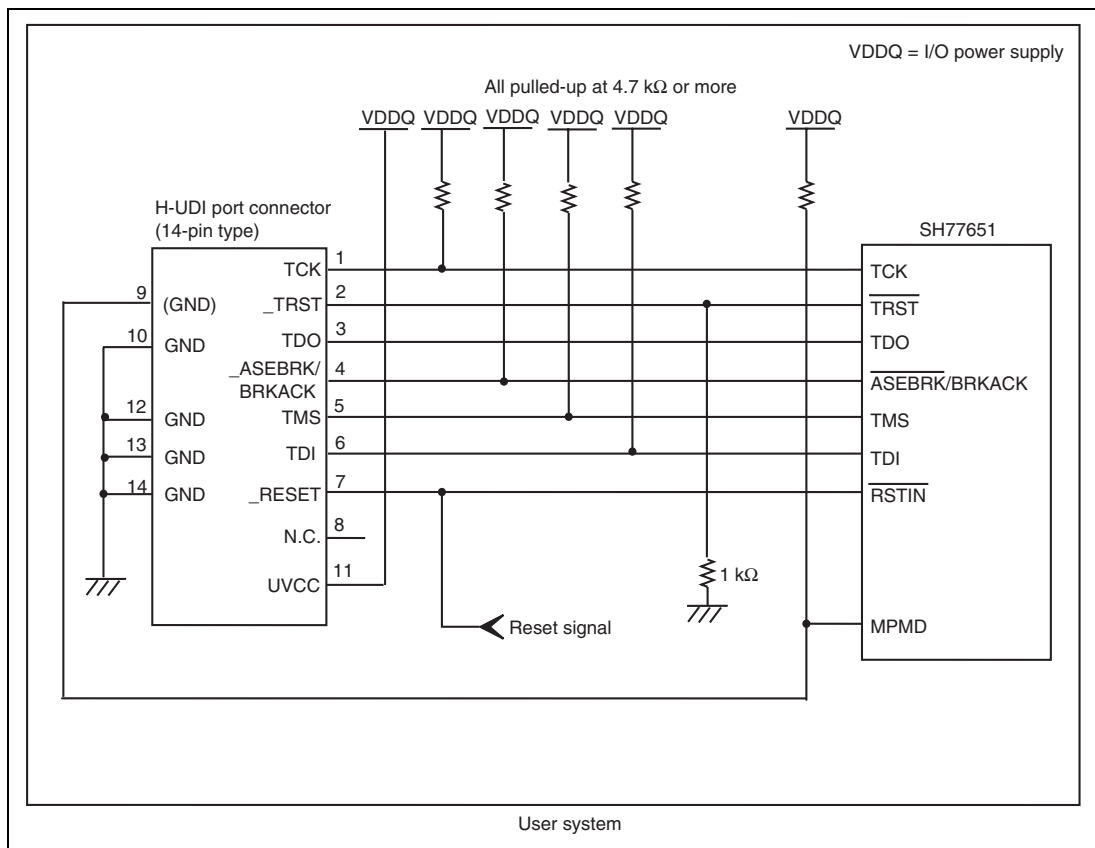 VDDQ = I/O power supply
All pulled-up at 4.7 kΩ or more
VDDQ VDDQ VDDQ VDDQ VDDQ VDDQ
H-UDI port connector
(14-pin type)
SH77651
TCK 1 TCK
9 (GND) _TRST 2 TRST
10 GND TDO 3 TDO
_ASEBRK/
BRKACK 4 ASEBRK/BRKACK
12 GND TMS 5 TMS
13 GND TDI 6 TDI
14 GND _RESET 7 RSTIN
N.C. 8
UVCC 11
1 kΩ
Reset signal
MPMD
User system